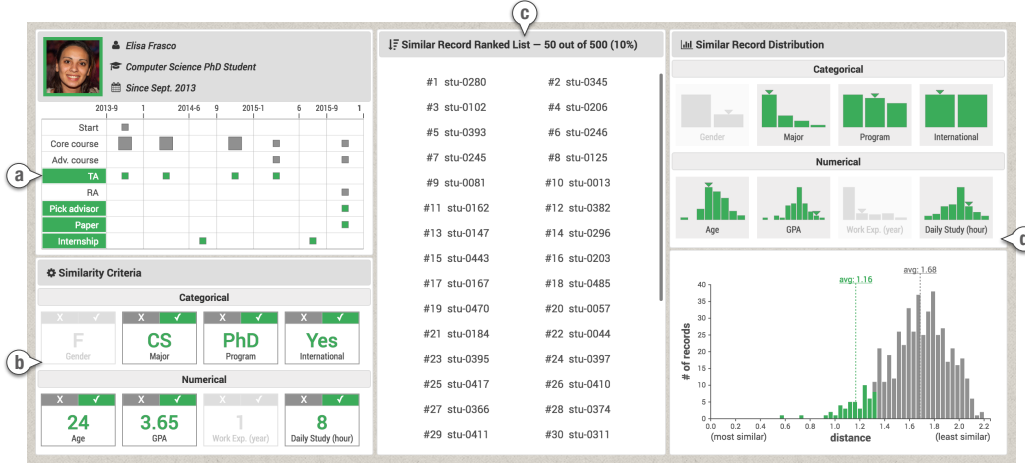 c
Elisa Frasco
Computer Science PhD Student
Since Sept. 2013
2013-9 1 2014-6 9 2015-1 6 2015-9 1
Start
Core course
Adv. course
a
TA
RA
Pick advisor
Paper
Internship
Similarity Criteria
Categorical
X ✓ X ✓ X ✓ X ✓
F CS PhD Yes
Gender Major Program International
b
Numerical
X ✓ X ✓ X ✓ X ✓
24 3.65 1 8
Age GPA Work Exp. (year) Daily Study (hour)
Similar Record Ranked List — 50 out of 500 (10%)
#1 stu-0280 #2 stu-0345
#3 stu-0102 #4 stu-0206
#5 stu-0393 #6 stu-0246
#7 stu-0245 #8 stu-0125
#9 stu-0081 #10 stu-0013
#11 stu-0162 #12 stu-0382
#13 stu-0147 #14 stu-0296
#15 stu-0443 #16 stu-0203
#17 stu-0167 #18 stu-0485
#19 stu-0470 #20 stu-0057
#21 stu-0184 #22 stu-0044
#23 stu-0395 #24 stu-0397
#25 stu-0417 #26 stu-0410
#27 stu-0366 #28 stu-0374
#29 stu-0411 #30 stu-0311
Similar Record Distribution
Categorical
Gender Major Program International
Numerical
Age GPA Work Exp. (year) Daily Study (hour)
avg: 1.16 avg: 1.68
# of records
40
35
30
25
20
15
10
5
0
0.0 0.2 0.4 0.6 0.8 1.0 1.2 1.4 1.6 1.8 2.0 2.2
(most similar) distance (least similar)